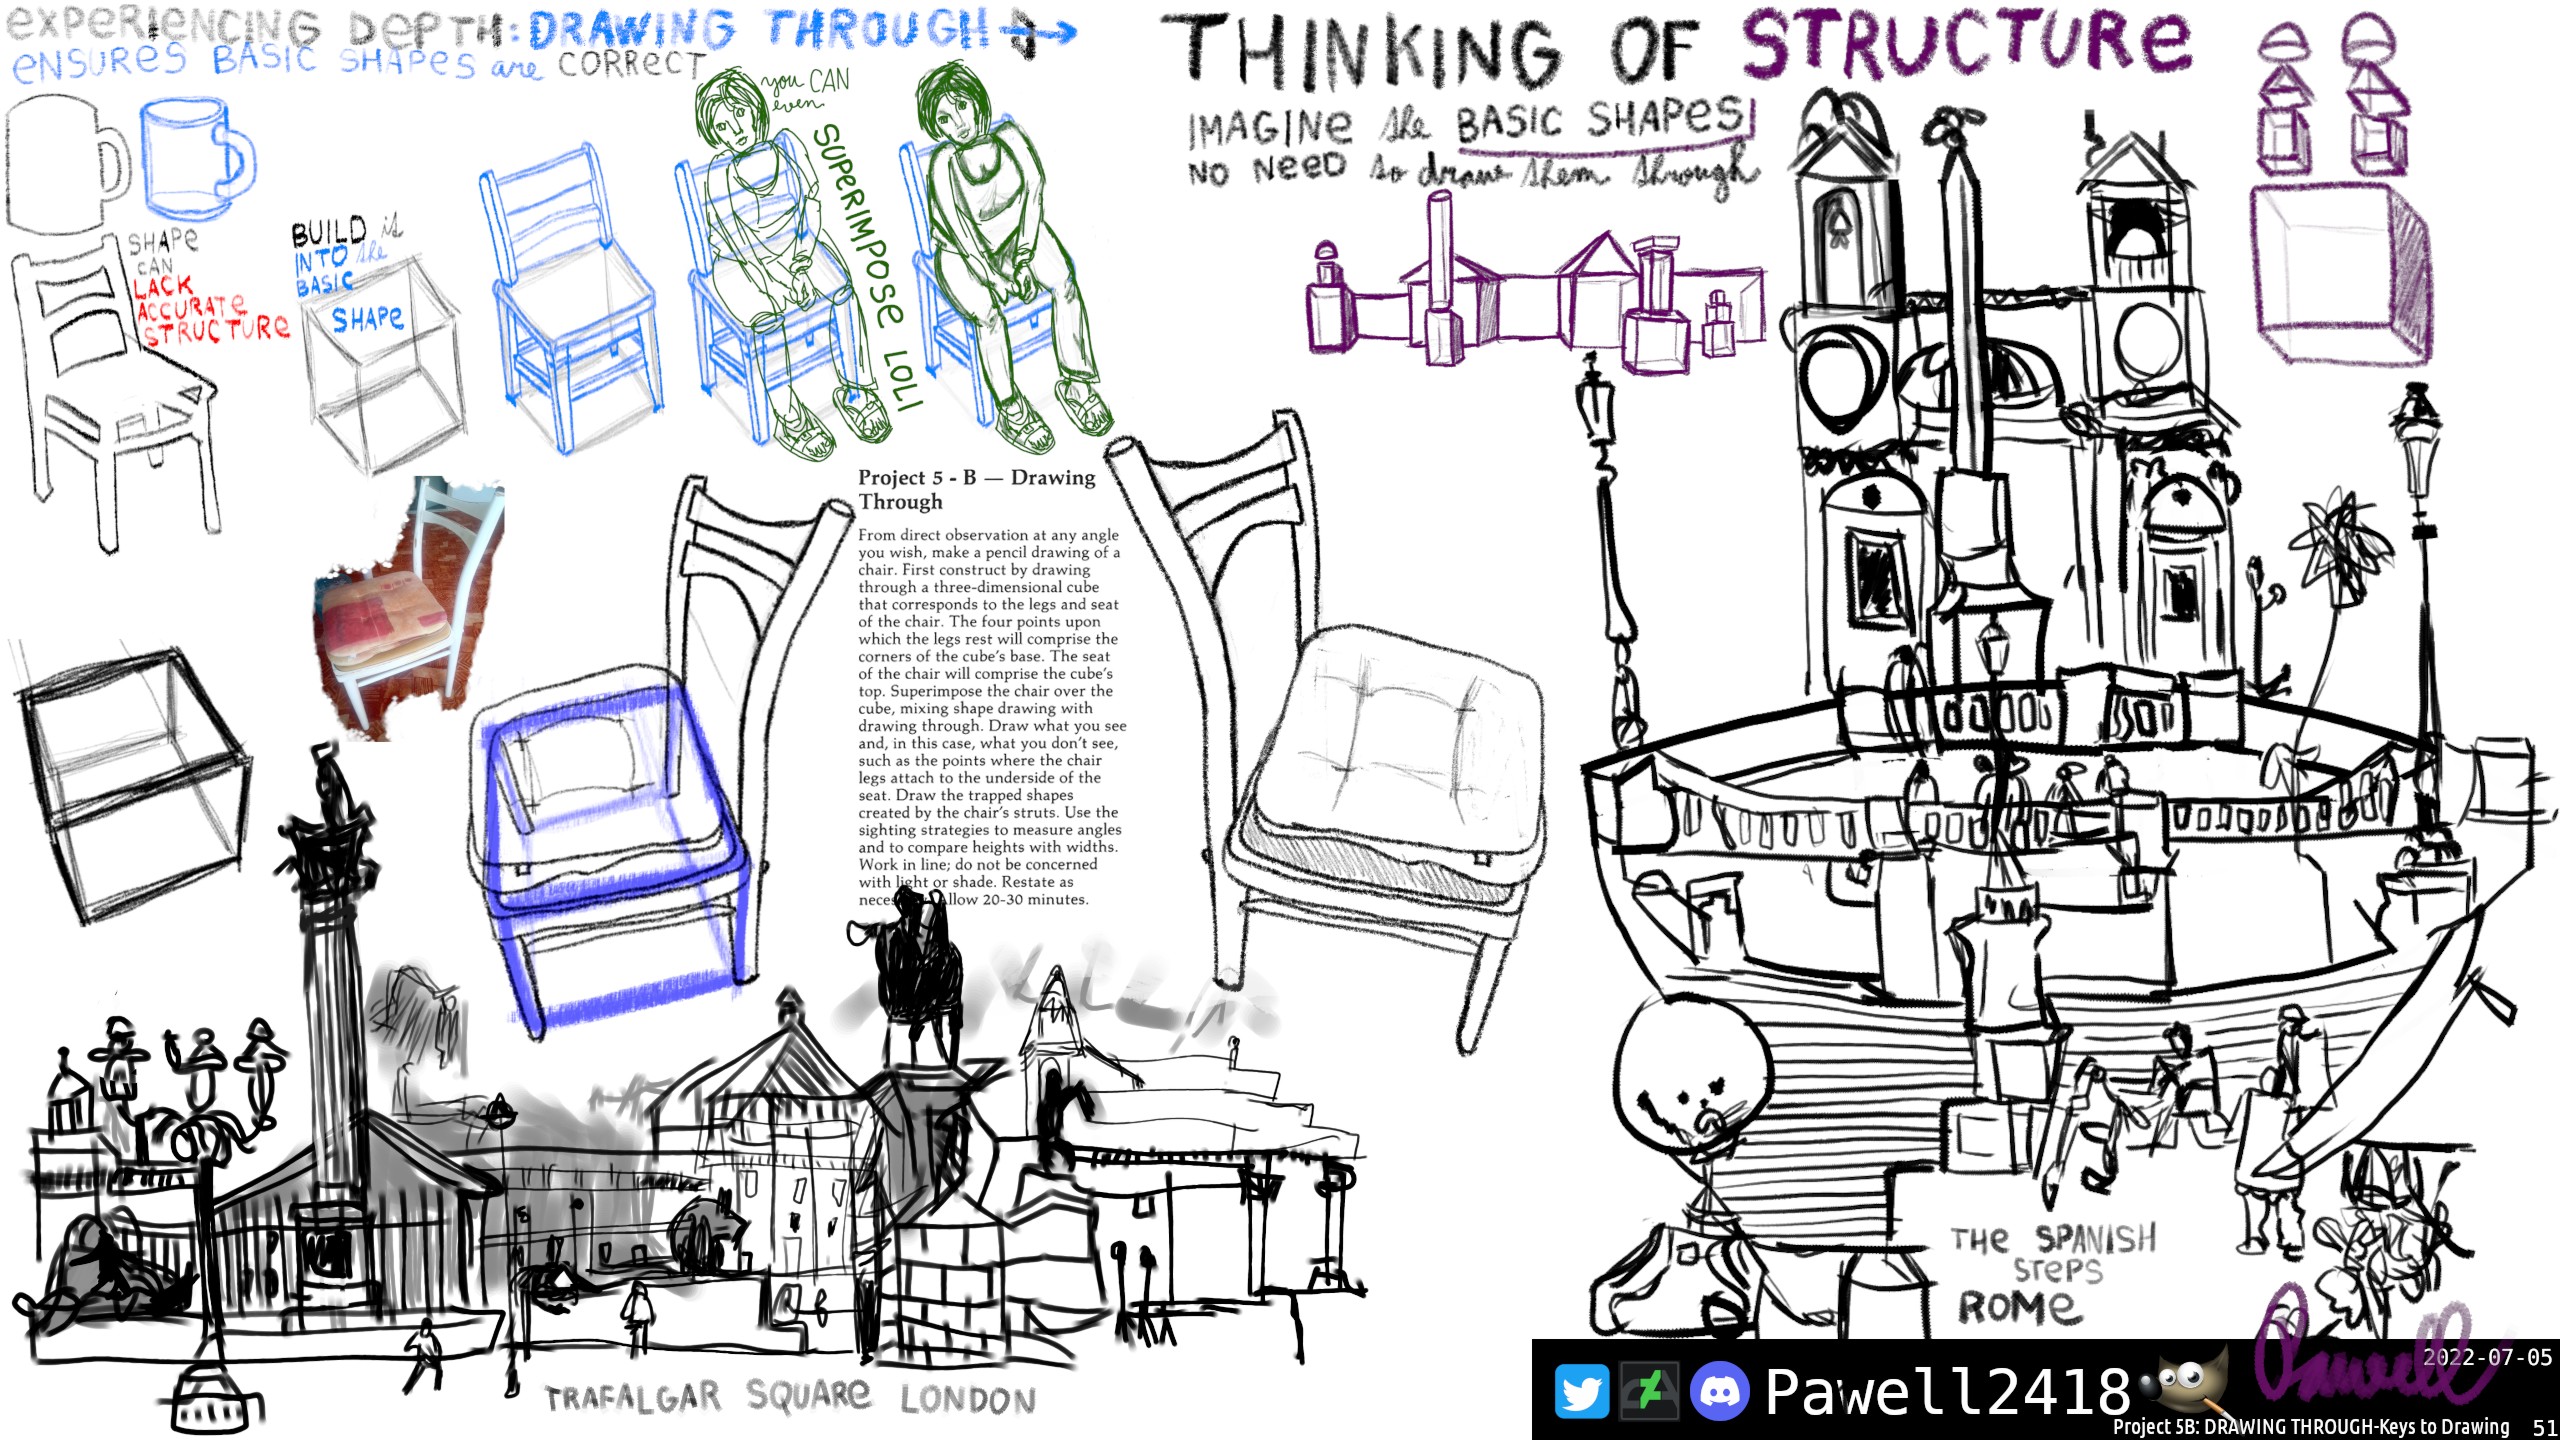 EXPERIENCING DEPTH: DRAWING THROUGH
ENSURES BASIC SHAPES are CORRECT
SHAPE
CAN
LACK
ACCURATE
STRUCTURE
BUILD is
INTO the
BASIC
SHAPE
you CAN
even
SUPERIMPOSE LOL!
Project 5 - B — Drawing
Through
From direct observation at any angle
you wish, make a pencil drawing of a
chair. First construct by drawing
through a three-dimensional cube
that corresponds to the legs and seat
of the chair. The four points upon
which the legs rest will comprise the
corners of the cube's base. The seat
of the chair will comprise the cube's
top. Superimpose the chair over the
cube, mixing shape drawing with
drawing through. Draw what you see
and, in this case, what you don't see,
such as the points where the chair
legs attach to the underside of the
seat. Draw the trapped shapes
created by the chair's struts. Use the
sighting strategies to measure angles
and to compare heights with widths.
Work in line; do not be concerned
with light or shade. Restate as
20-30 minutes.
TRAFALGAR SQUARE LONDON
THINKING OF STRUCTURE
IMAGINE the BASIC SHAPES!
NO NEED to draw them through
THE SPANISH
STEPS
ROME
Pawell
2022-07-05
Pawell2418
Project 5B: DRAWING THROUGH-Keys to Drawing 51